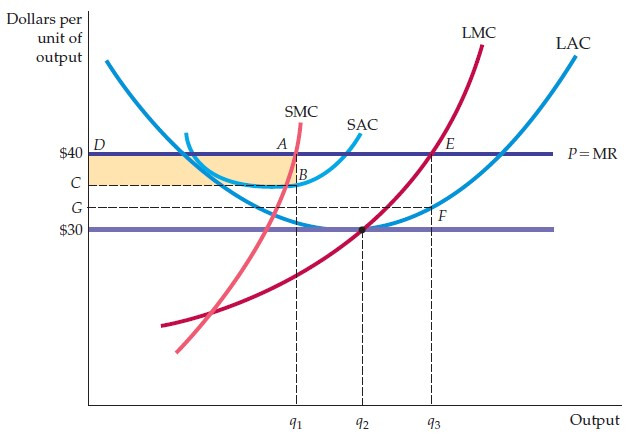 Dollars per
unit of
output
LMC
LAC
SMC
SAC
$40
D
A
E
P = MR
C
B
G
F
$30
q1
q2
q3
Output